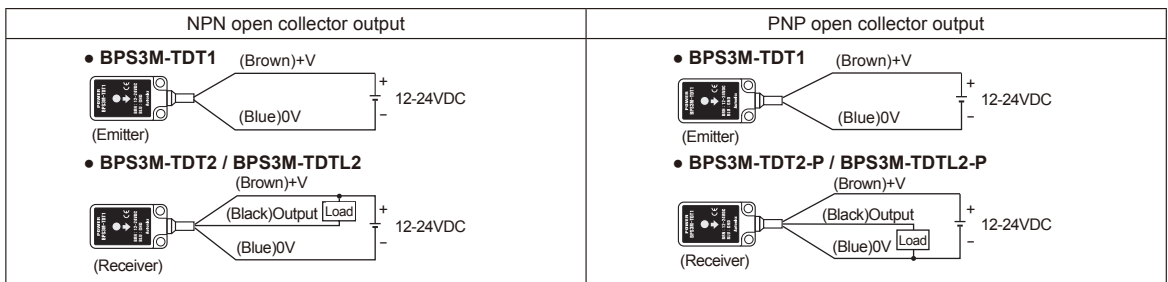 NPN open collector output
● BPS3M-TDT1
(Brown)+V
+
12-24VDC
−
(Blue)0V
(Emitter)
● BPS3M-TDT2 / BPS3M-TDTL2
(Brown)+V
(Black)Output
Load
+
12-24VDC
−
(Blue)0V
(Receiver)
PNP open collector output
● BPS3M-TDT1
(Brown)+V
+
12-24VDC
−
(Blue)0V
(Emitter)
● BPS3M-TDT2-P / BPS3M-TDTL2-P
(Brown)+V
(Black)Output
+
12-24VDC
−
(Blue)0V
Load
(Receiver)